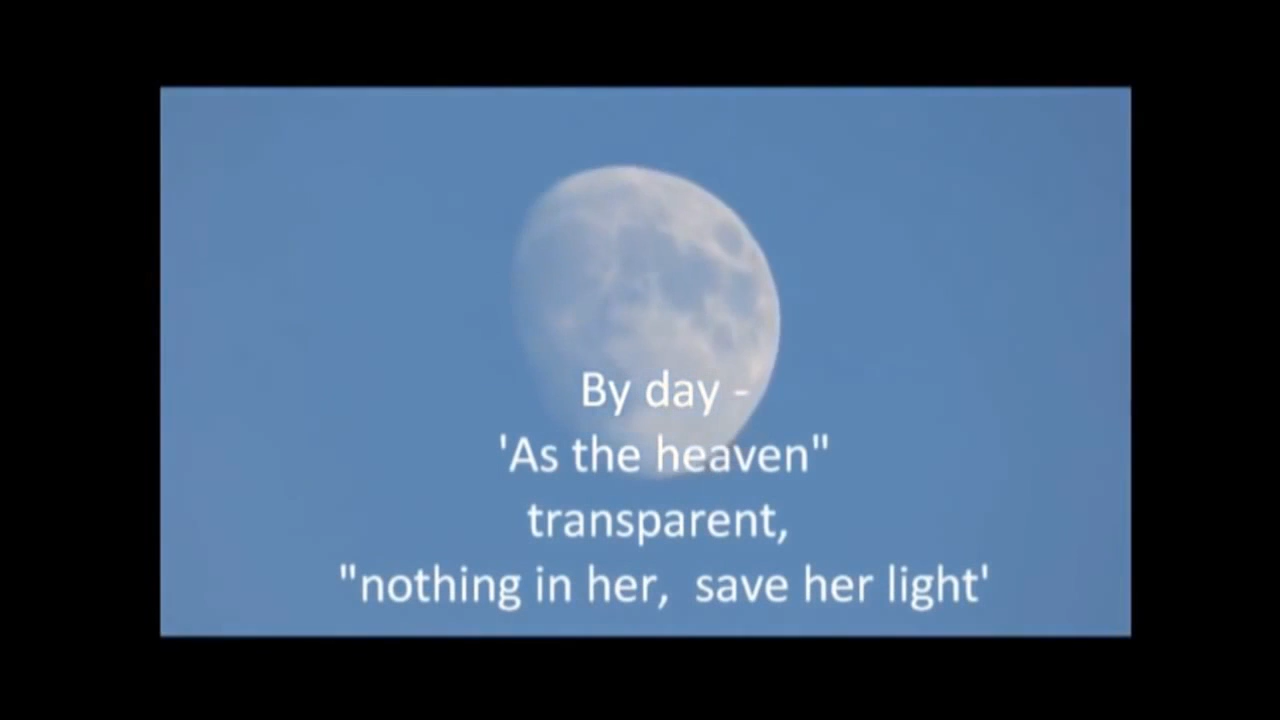 By day -
'As the heaven"
transparent,
"nothing in her,  save her light'